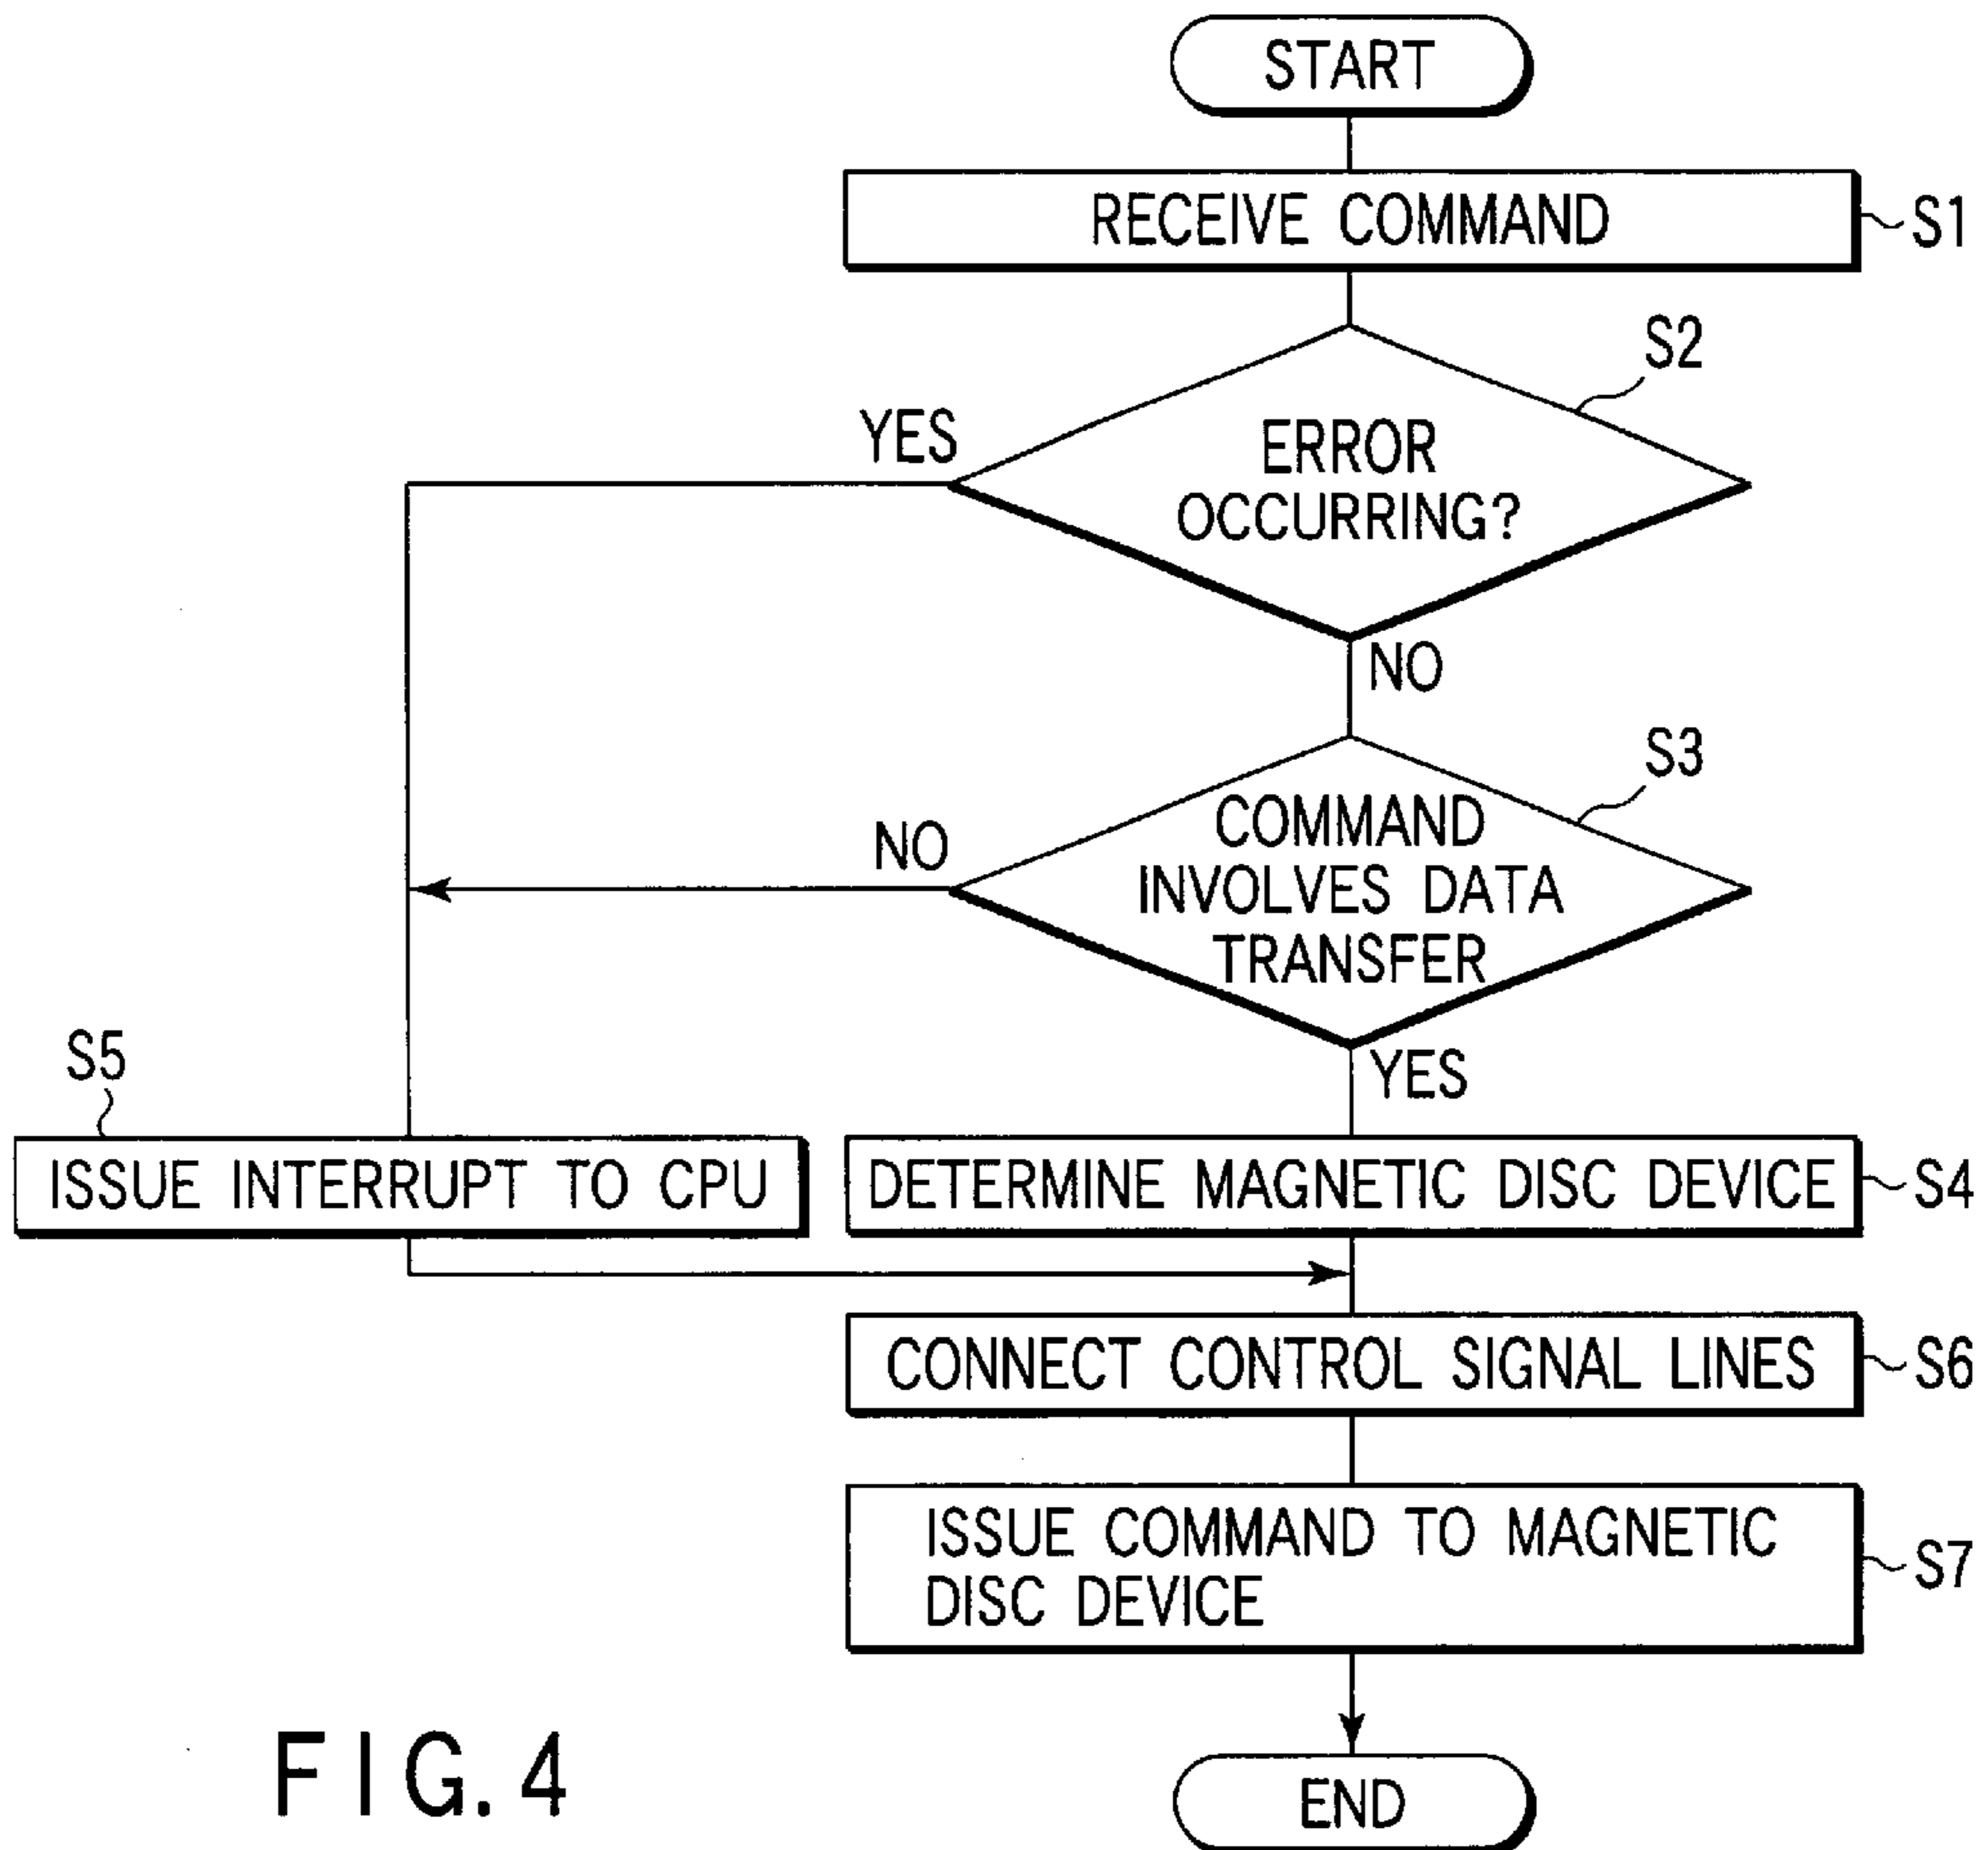 START
RECEIVE COMMAND
S1
S2
YES
ERROR
OCCURRING?
NO
S3
NO
COMMAND
INVOLVES DATA
TRANSFER
YES
S5
ISSUE INTERRUPT TO CPU
DETERMINE MAGNETIC DISC DEVICE
S4
CONNECT CONTROL SIGNAL LINES
S6
ISSUE COMMAND TO MAGNETIC
DISC DEVICE
S7
END
FIG. 4